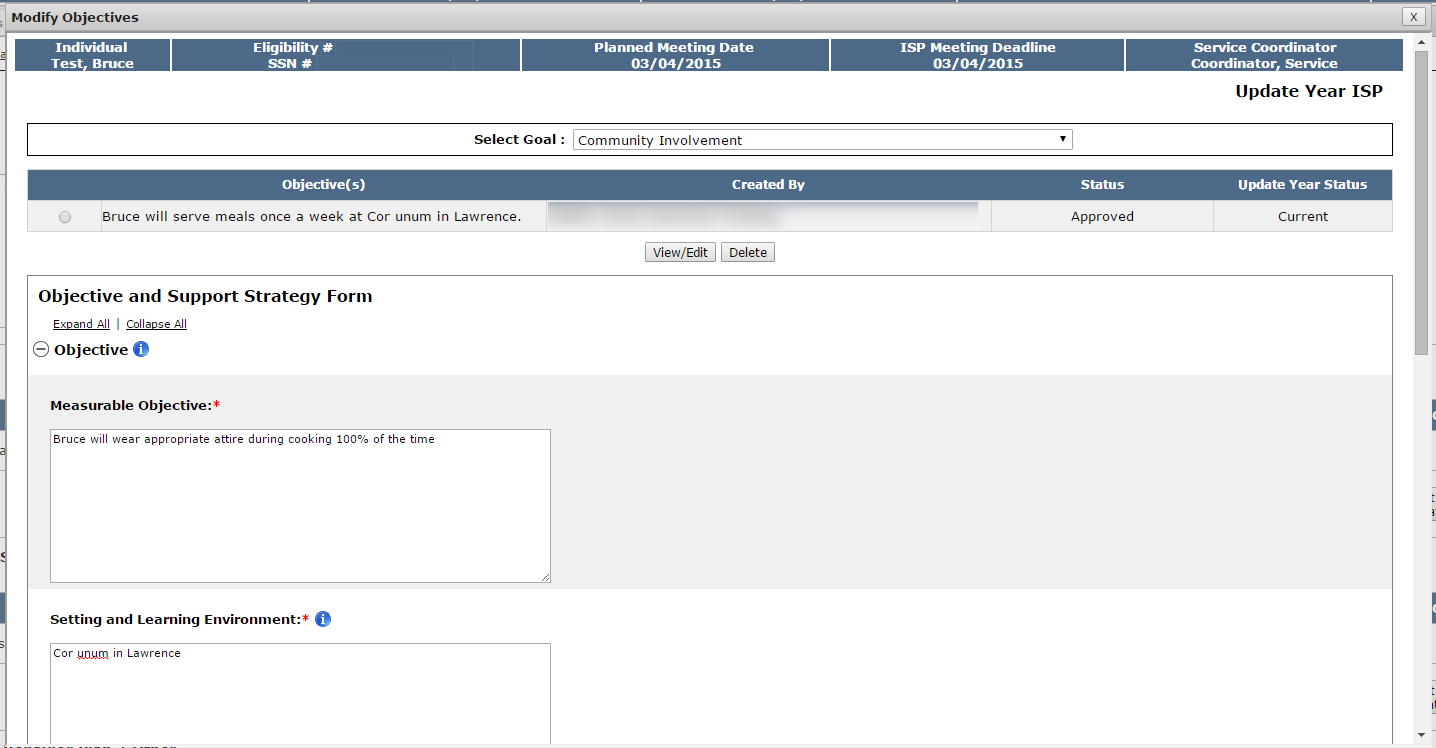 Modify Objectives X
Individual Eligibility # Planned Meeting Date ISP Meeting Deadline Service Coordinator
Test, Bruce SSN # 03/04/2015 03/04/2015 Coordinator, Service
Update Year ISP
Select Goal : Community Involvement
Objective(s) Created By Status Update Year Status
Bruce will serve meals once a week at Cor unum in Lawrence. Approved Current
View/Edit Delete
Objective and Support Strategy Form
Expand All | Collapse All
Objective i
Measurable Objective:*
Bruce will wear appropriate attire during cooking 100% of the time
Setting and Learning Environment:* i
Cor unum in Lawrence